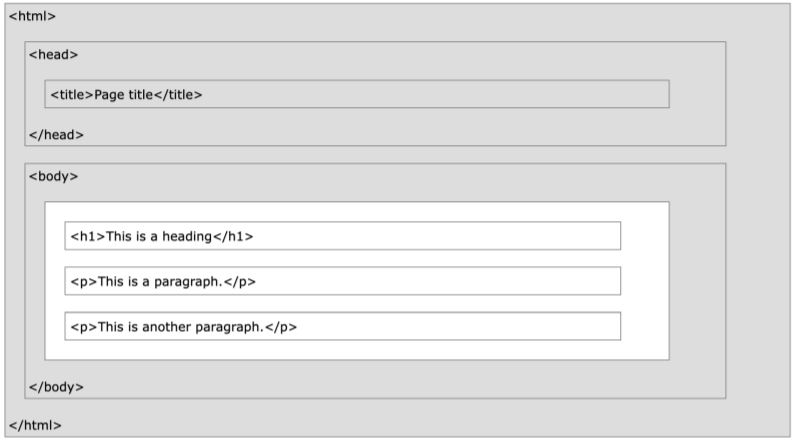 <html>
<head>
<title>Page title</title>
</head>
<body>
<h1>This is a heading</h1>
<p>This is a paragraph.</p>
<p>This is another paragraph.</p>
</body>
</html>